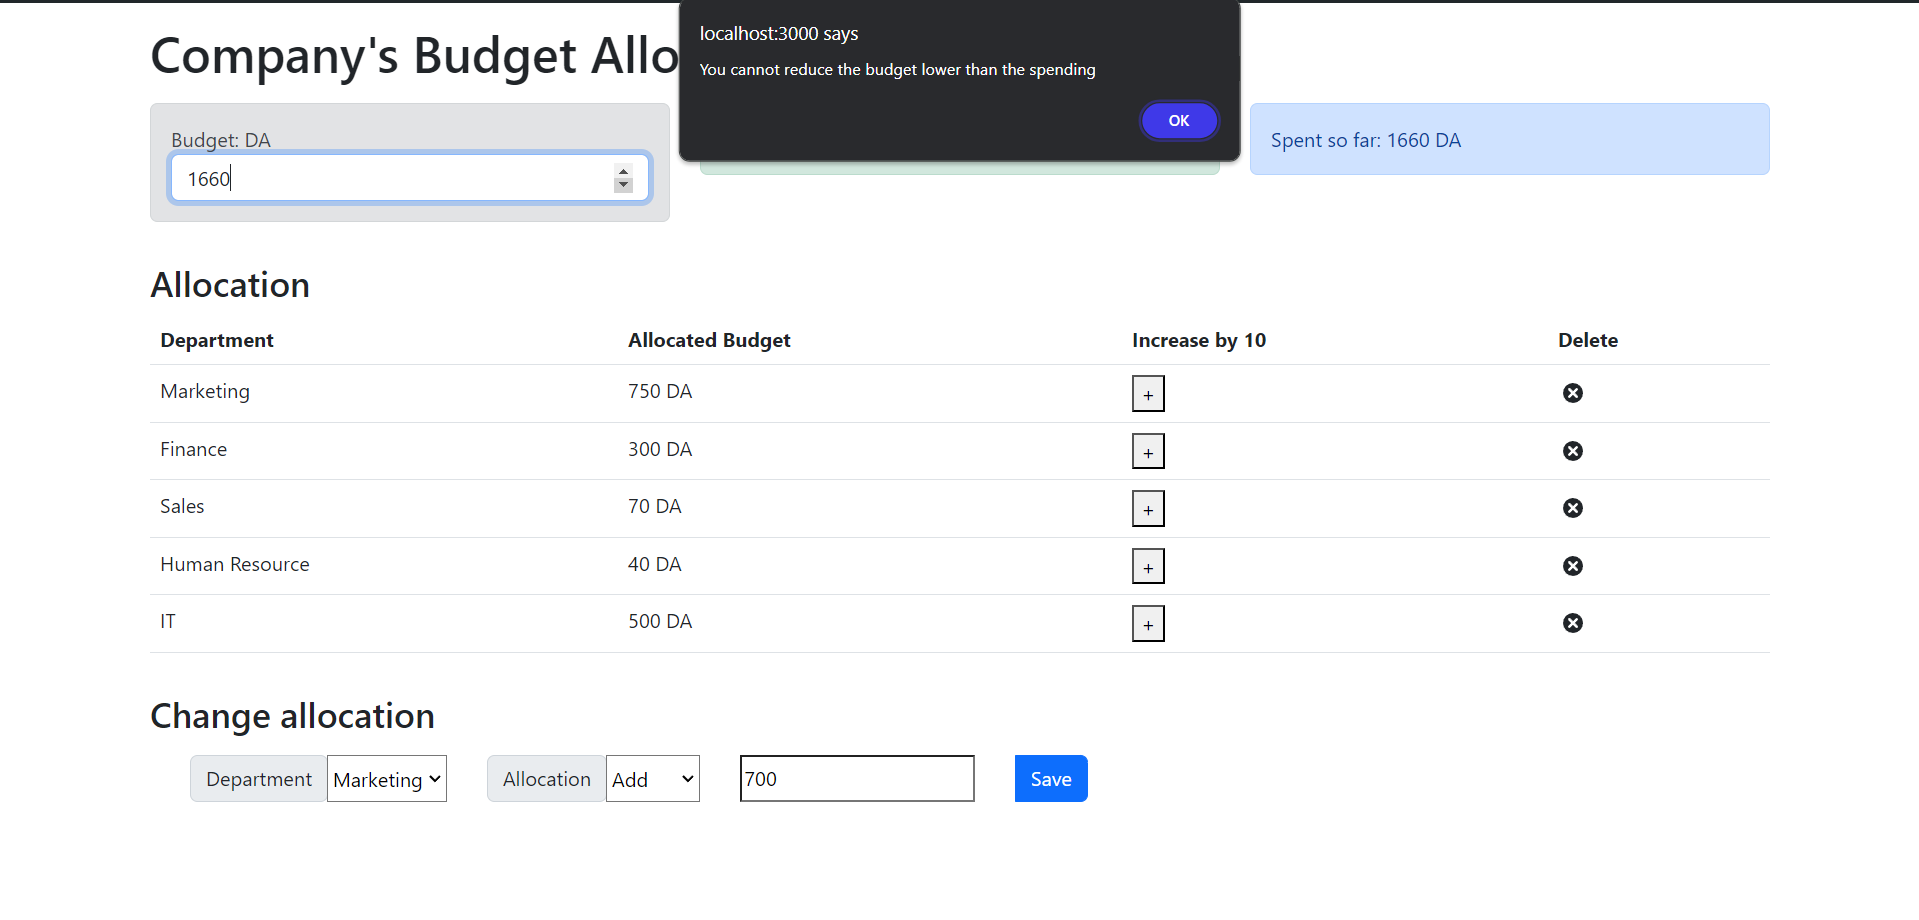 localhost:3000 says
You cannot reduce the budget lower than the spending
OK
Company's Budget Allo
Budget: DA
1660
Spent so far: 1660 DA
Allocation
Department Allocated Budget Increase by 10 Delete
Marketing 750 DA +
Finance 300 DA +
Sales 70 DA +
Human Resource 40 DA +
IT 500 DA +
Change allocation
Department Marketing Allocation Add 700 Save